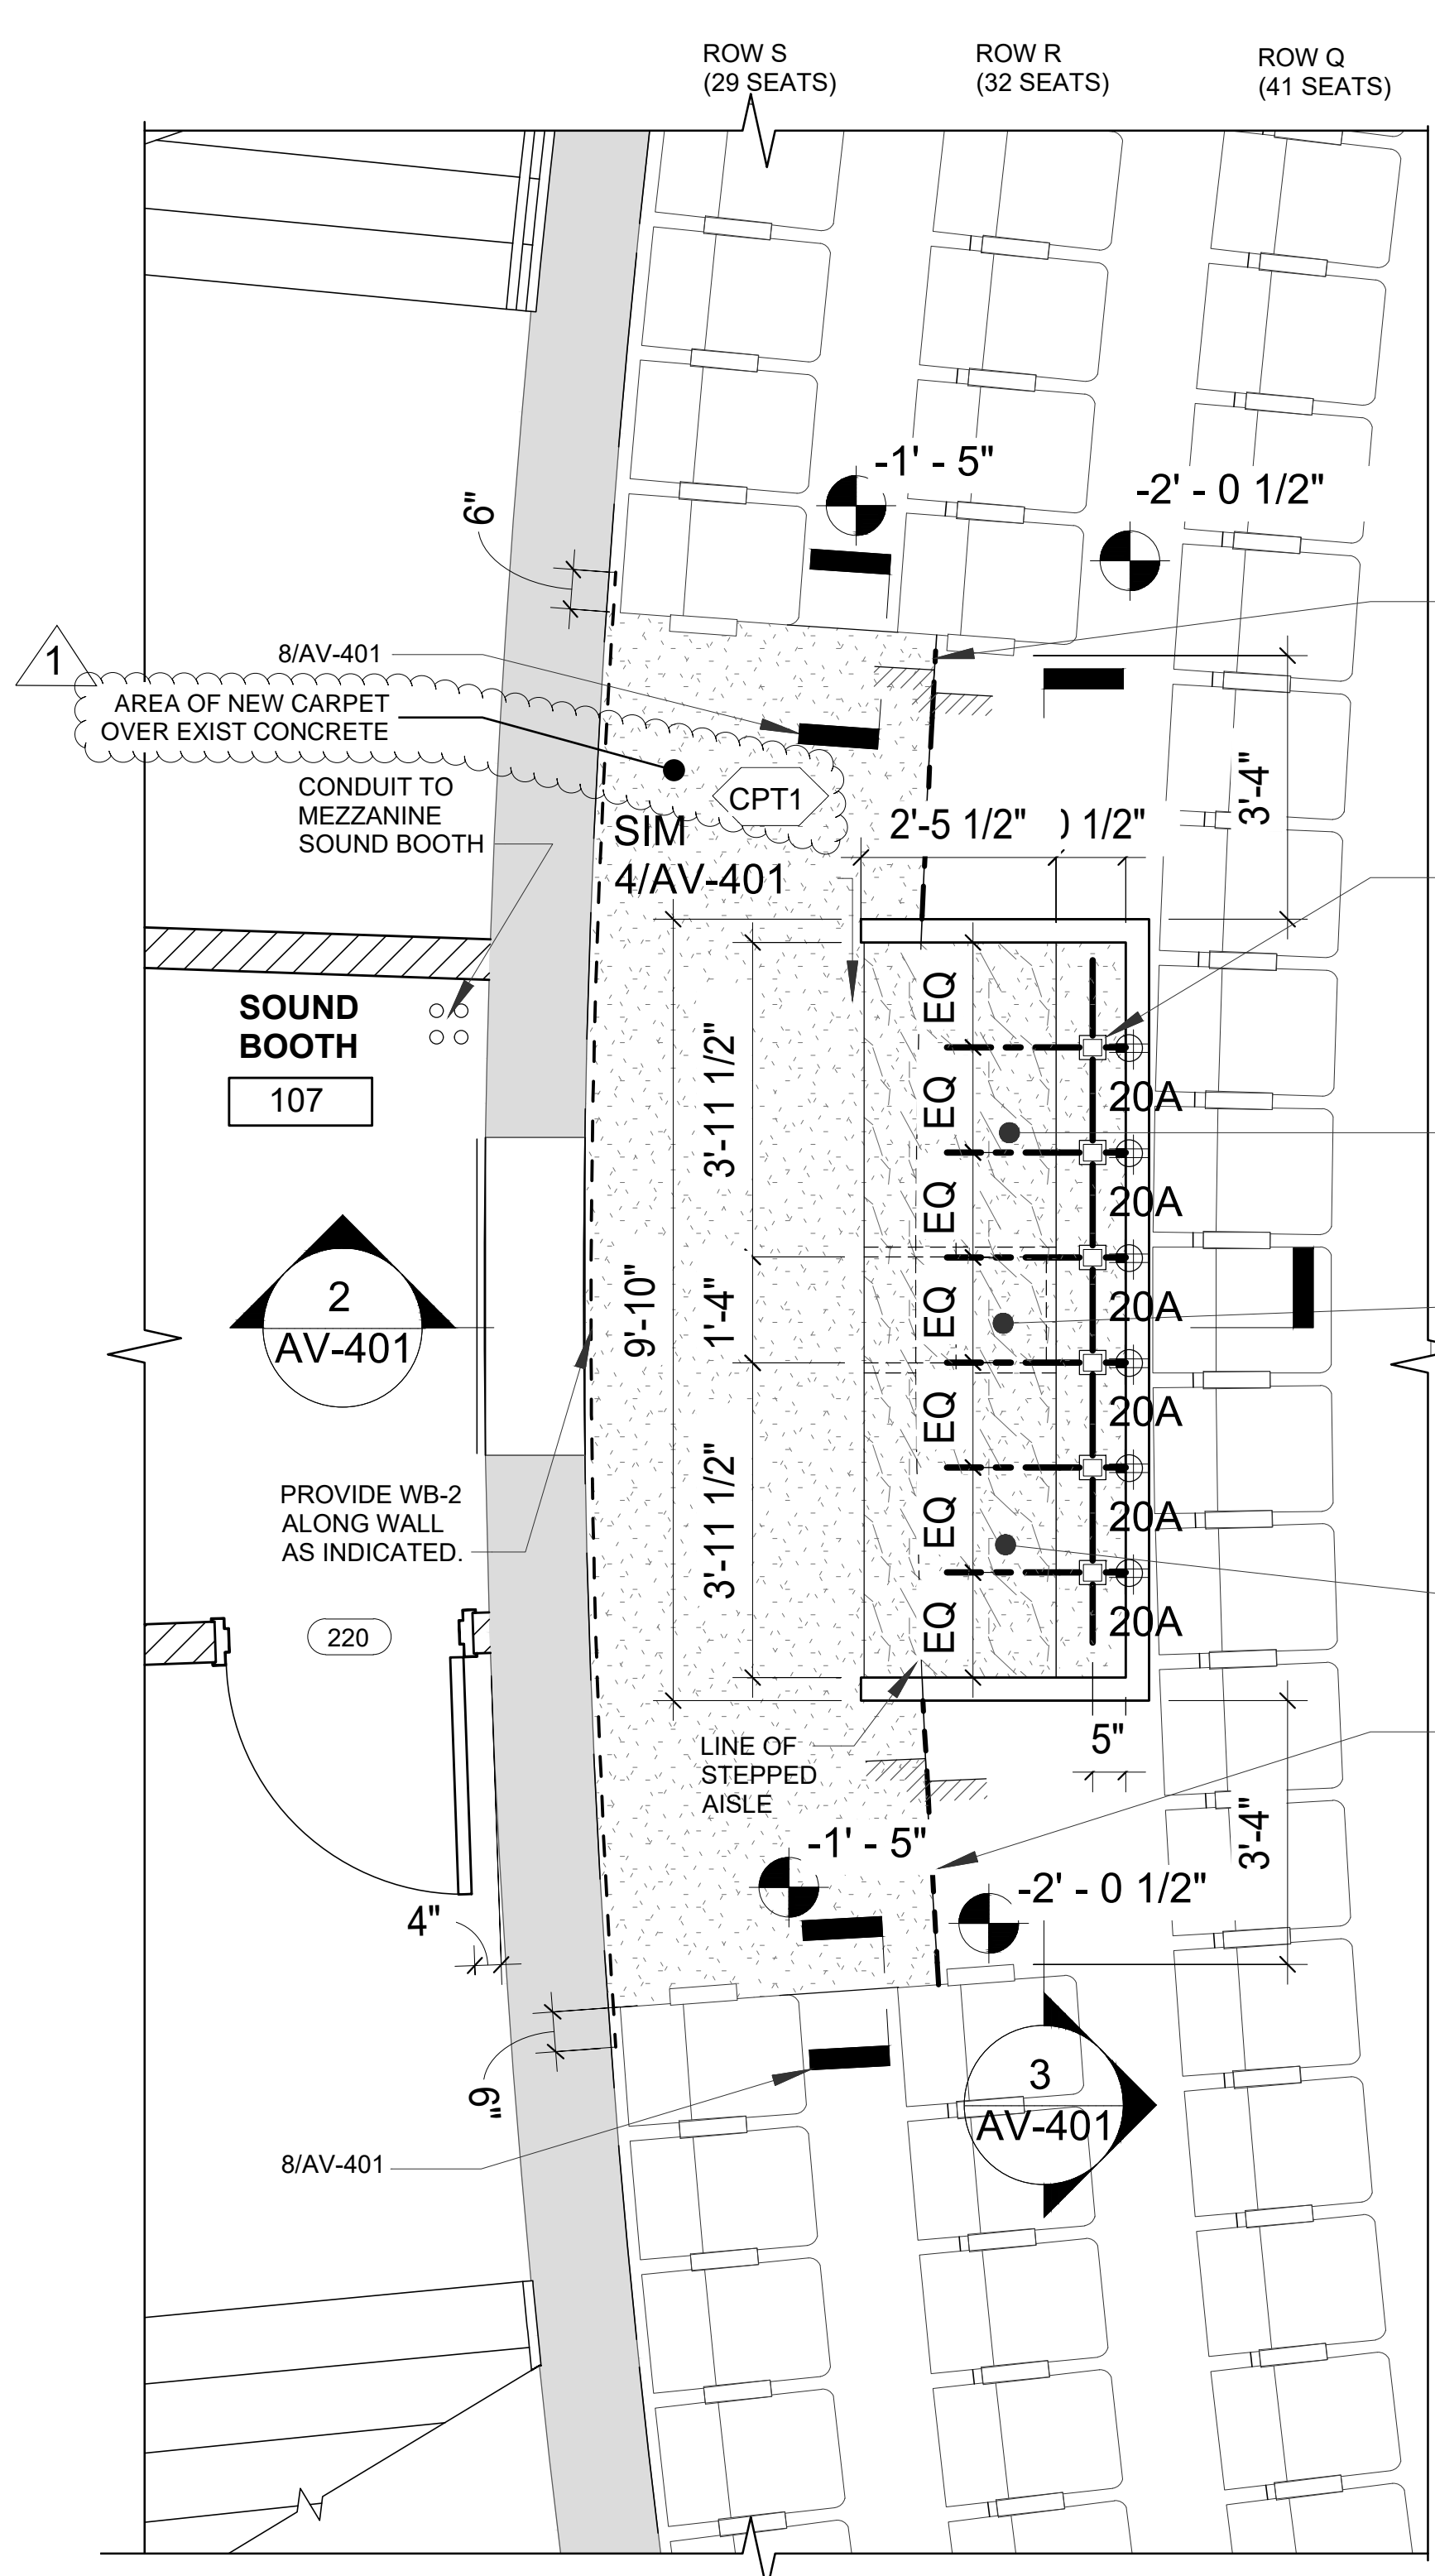 ROW S
(29 SEATS)
ROW R
(32 SEATS)
ROW Q
(41 SEATS)
-1' - 5"
-2' - 0 1/2"
6"
1
8/AV-401
AREA OF NEW CARPET
OVER EXIST CONCRETE
CPT1
CONDUIT TO
MEZZANINE
SOUND BOOTH
SIM
4/AV-401
2'-5 1/2"
1/2"
3'-4"
SOUND
BOOTH
107
EQ
EQ
EQ
EQ
EQ
EQ
EQ
20A
20A
20A
20A
20A
20A
3'-11 1/2"
9'-10"
1'-4"
3'-11 1/2"
2
AV-401
PROVIDE WB-2
ALONG WALL
AS INDICATED.
220
LINE OF
STEPPED
AISLE
5"
-1' - 5"
-2' - 0 1/2"
3'-4"
4"
6"
3
AV-401
8/AV-401